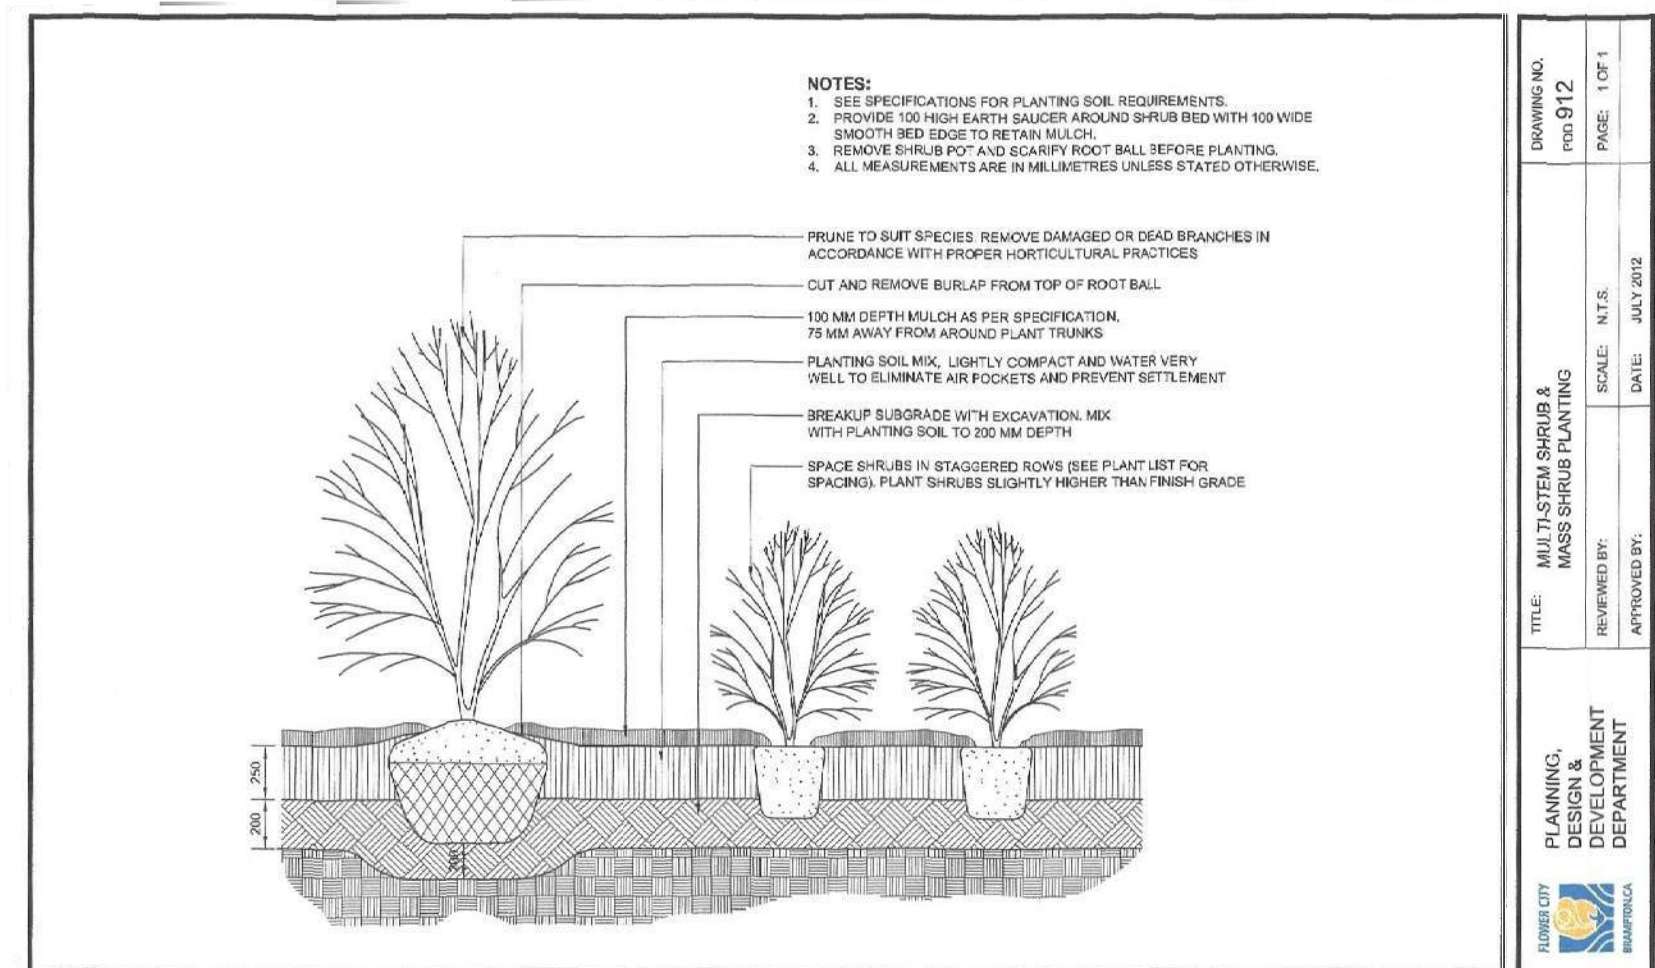 NOTES:
1. SEE SPECIFICATIONS FOR PLANTING SOIL REQUIREMENTS.
2. PROVIDE 100 HIGH EARTH SAUCER AROUND SHRUB BED WITH 100 WIDE
SMOOTH BED EDGE TO RETAIN MULCH.
3. REMOVE SHRUB POT AND SCARIFY ROOT BALL BEFORE PLANTING.
4. ALL MEASUREMENTS ARE IN MILLIMETRES UNLESS STATED OTHERWISE.
PRUNE TO SUIT SPECIES. REMOVE DAMAGED OR DEAD BRANCHES IN
ACCORDANCE WITH PROPER HORTICULTURAL PRACTICES
CUT AND REMOVE BURLAP FROM TOP OF ROOT BALL
100 MM DEPTH MULCH AS PER SPECIFICATION.
75 MM AWAY FROM AROUND PLANT TRUNKS
PLANTING SOIL MIX, LIGHTLY COMPACT AND WATER VERY
WELL TO ELIMINATE AIR POCKETS AND PREVENT SETTLEMENT
BREAKUP SUBGRADE WITH EXCAVATION. MIX
WITH PLANTING SOIL TO 200 MM DEPTH
SPACE SHRUBS IN STAGGERED ROWS (SEE PLANT LIST FOR
SPACING). PLANT SHRUBS SLIGHTLY HIGHER THAN FINISH GRADE
250
200
200
FLOWER CITY
BRAMPTON.CA
PLANNING,
DESIGN &
DEVELOPMENT
DEPARTMENT
TITLE: MULTI-STEM SHRUB &
MASS SHRUB PLANTING
REVIEWED BY:
APPROVED BY:
SCALE: N.T.S.
DATE: JULY 2012
DRAWING NO.
PDD 912
PAGE: 1 OF 1